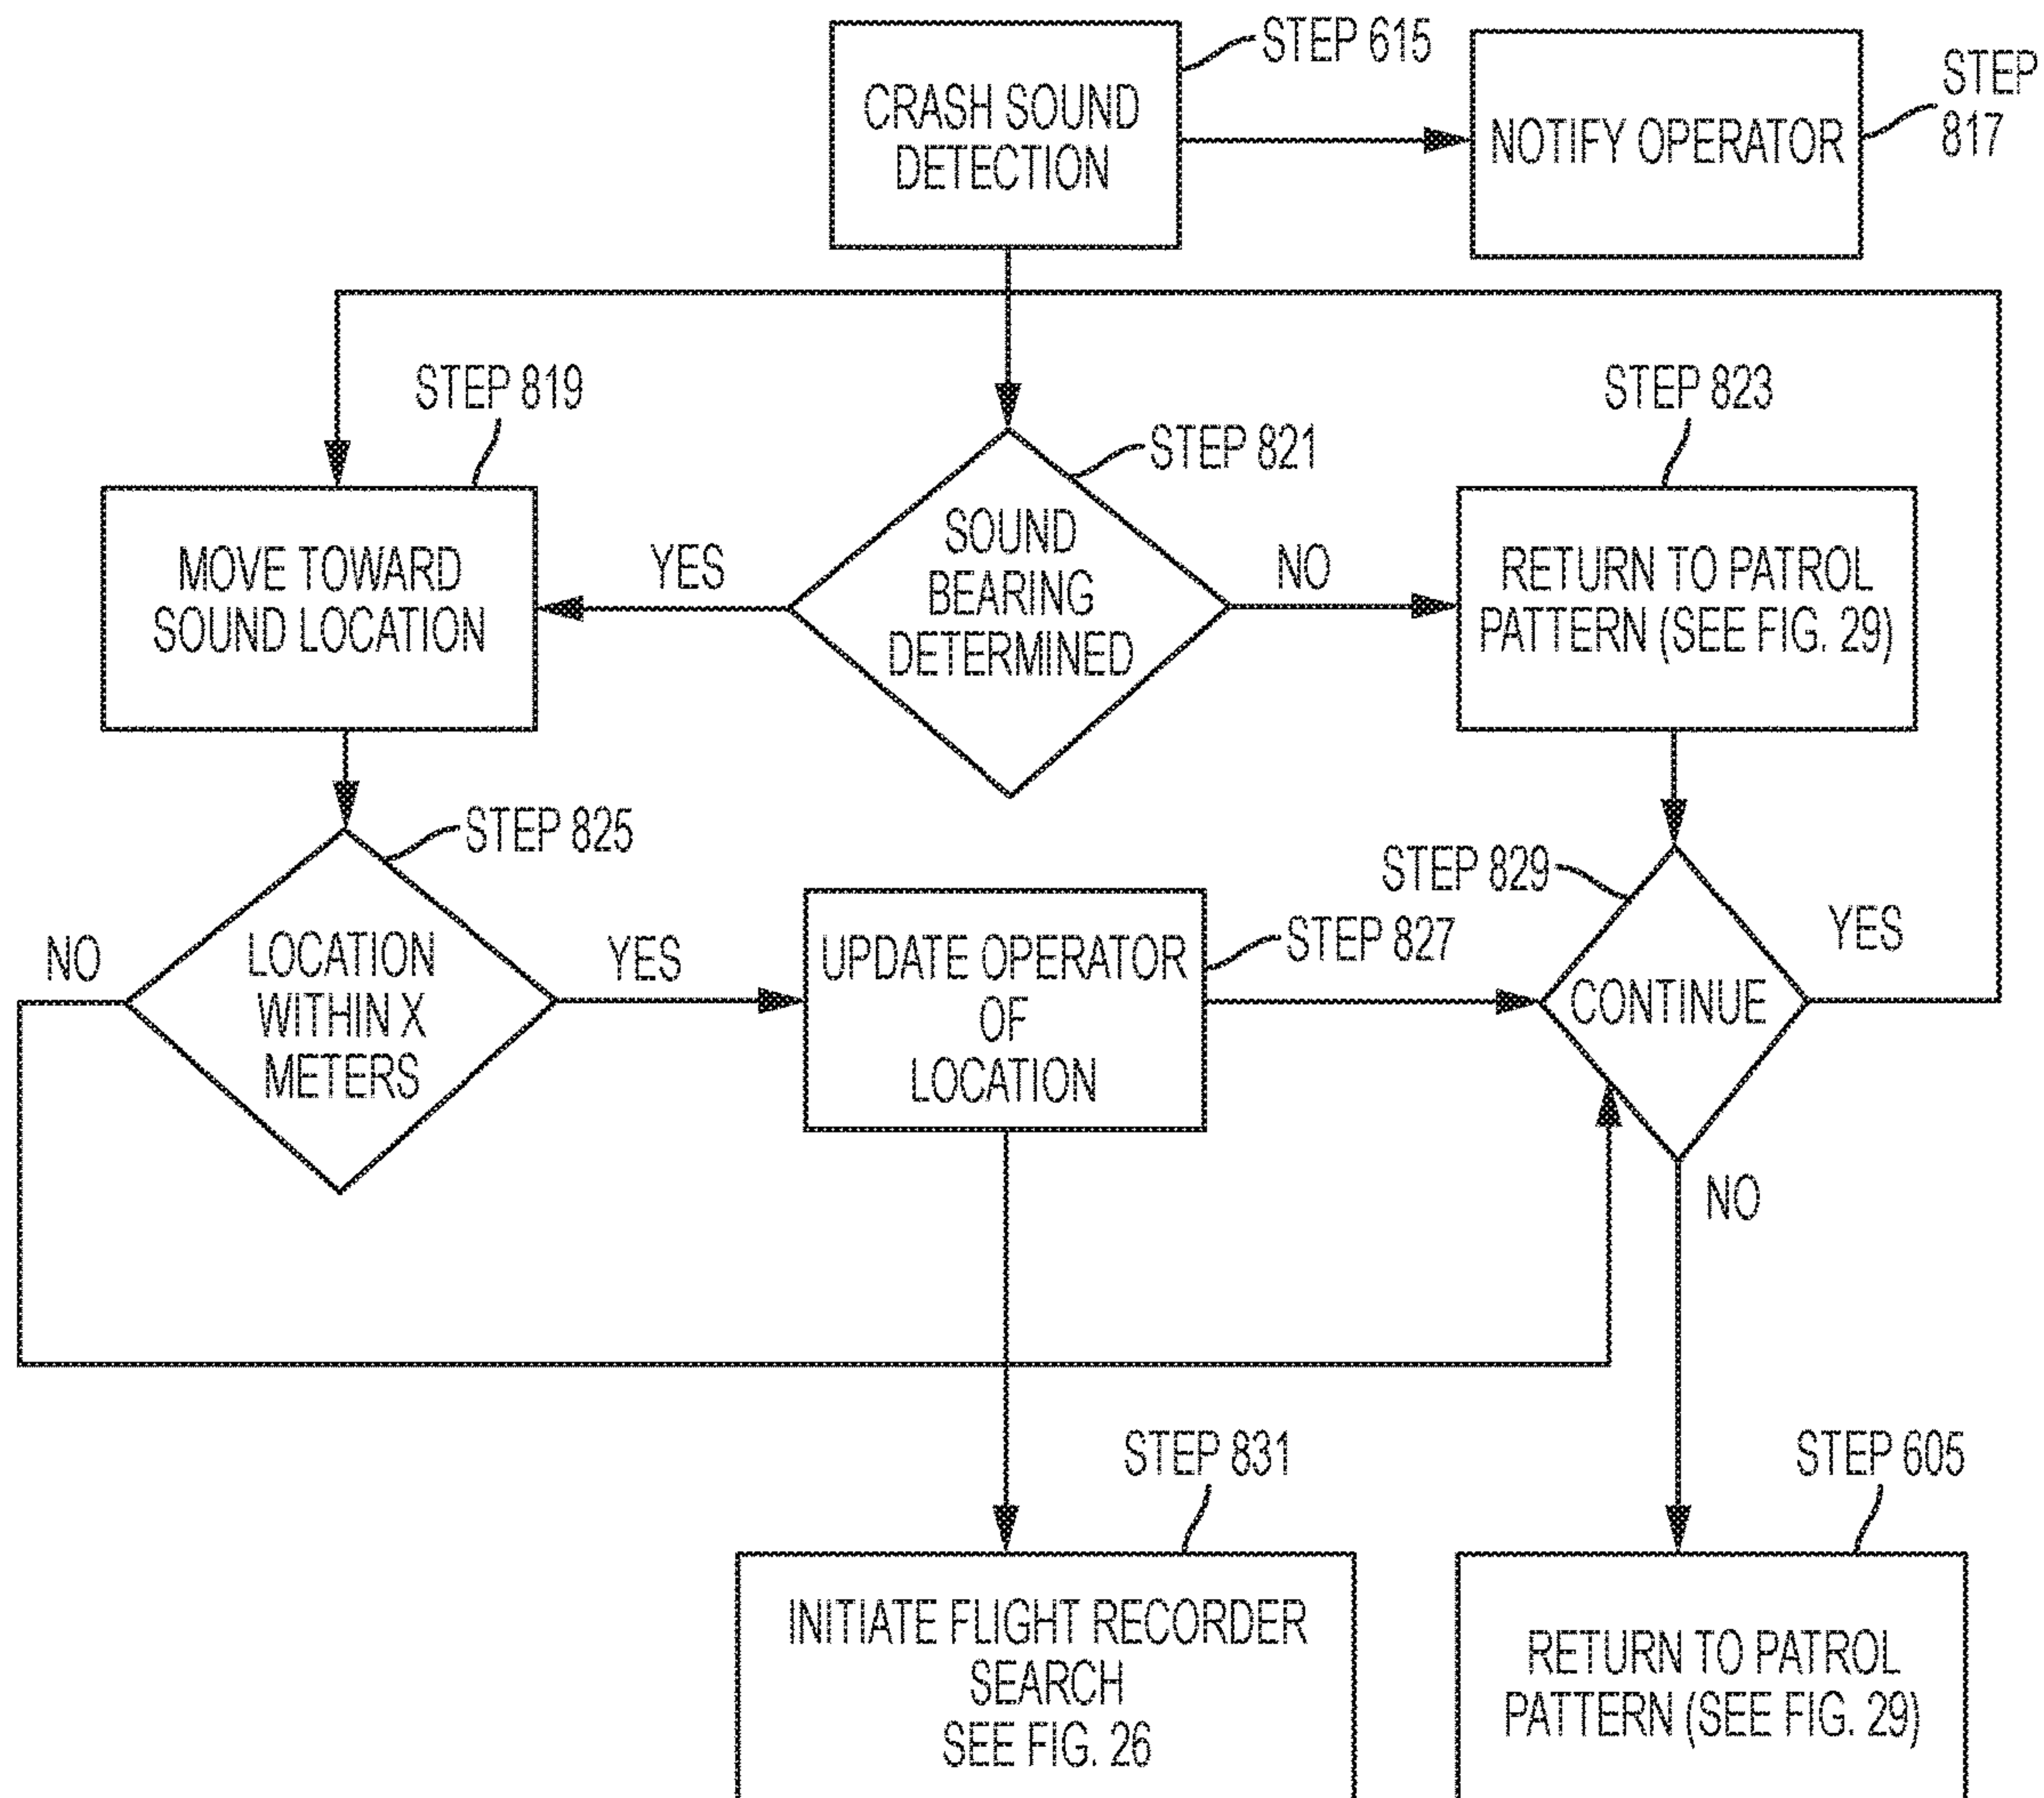 CRASH SOUND
DETECTION
STEP 615
NOTIFY OPERATOR
STEP
817
STEP 819
STEP 821
STEP 823
MOVE TOWARD
SOUND LOCATION
YES
SOUND
BEARING
DETERMINED
NO
RETURN TO PATROL
PATTERN (SEE FIG. 29)
STEP 825
NO
LOCATION
WITHIN X
METERS
YES
UPDATE OPERATOR
OF
LOCATION
STEP 827
STEP 829
CONTINUE
YES
NO
STEP 831
STEP 605
INITIATE FLIGHT RECORDER
SEARCH
SEE FIG. 26
RETURN TO PATROL
PATTERN (SEE FIG. 29)